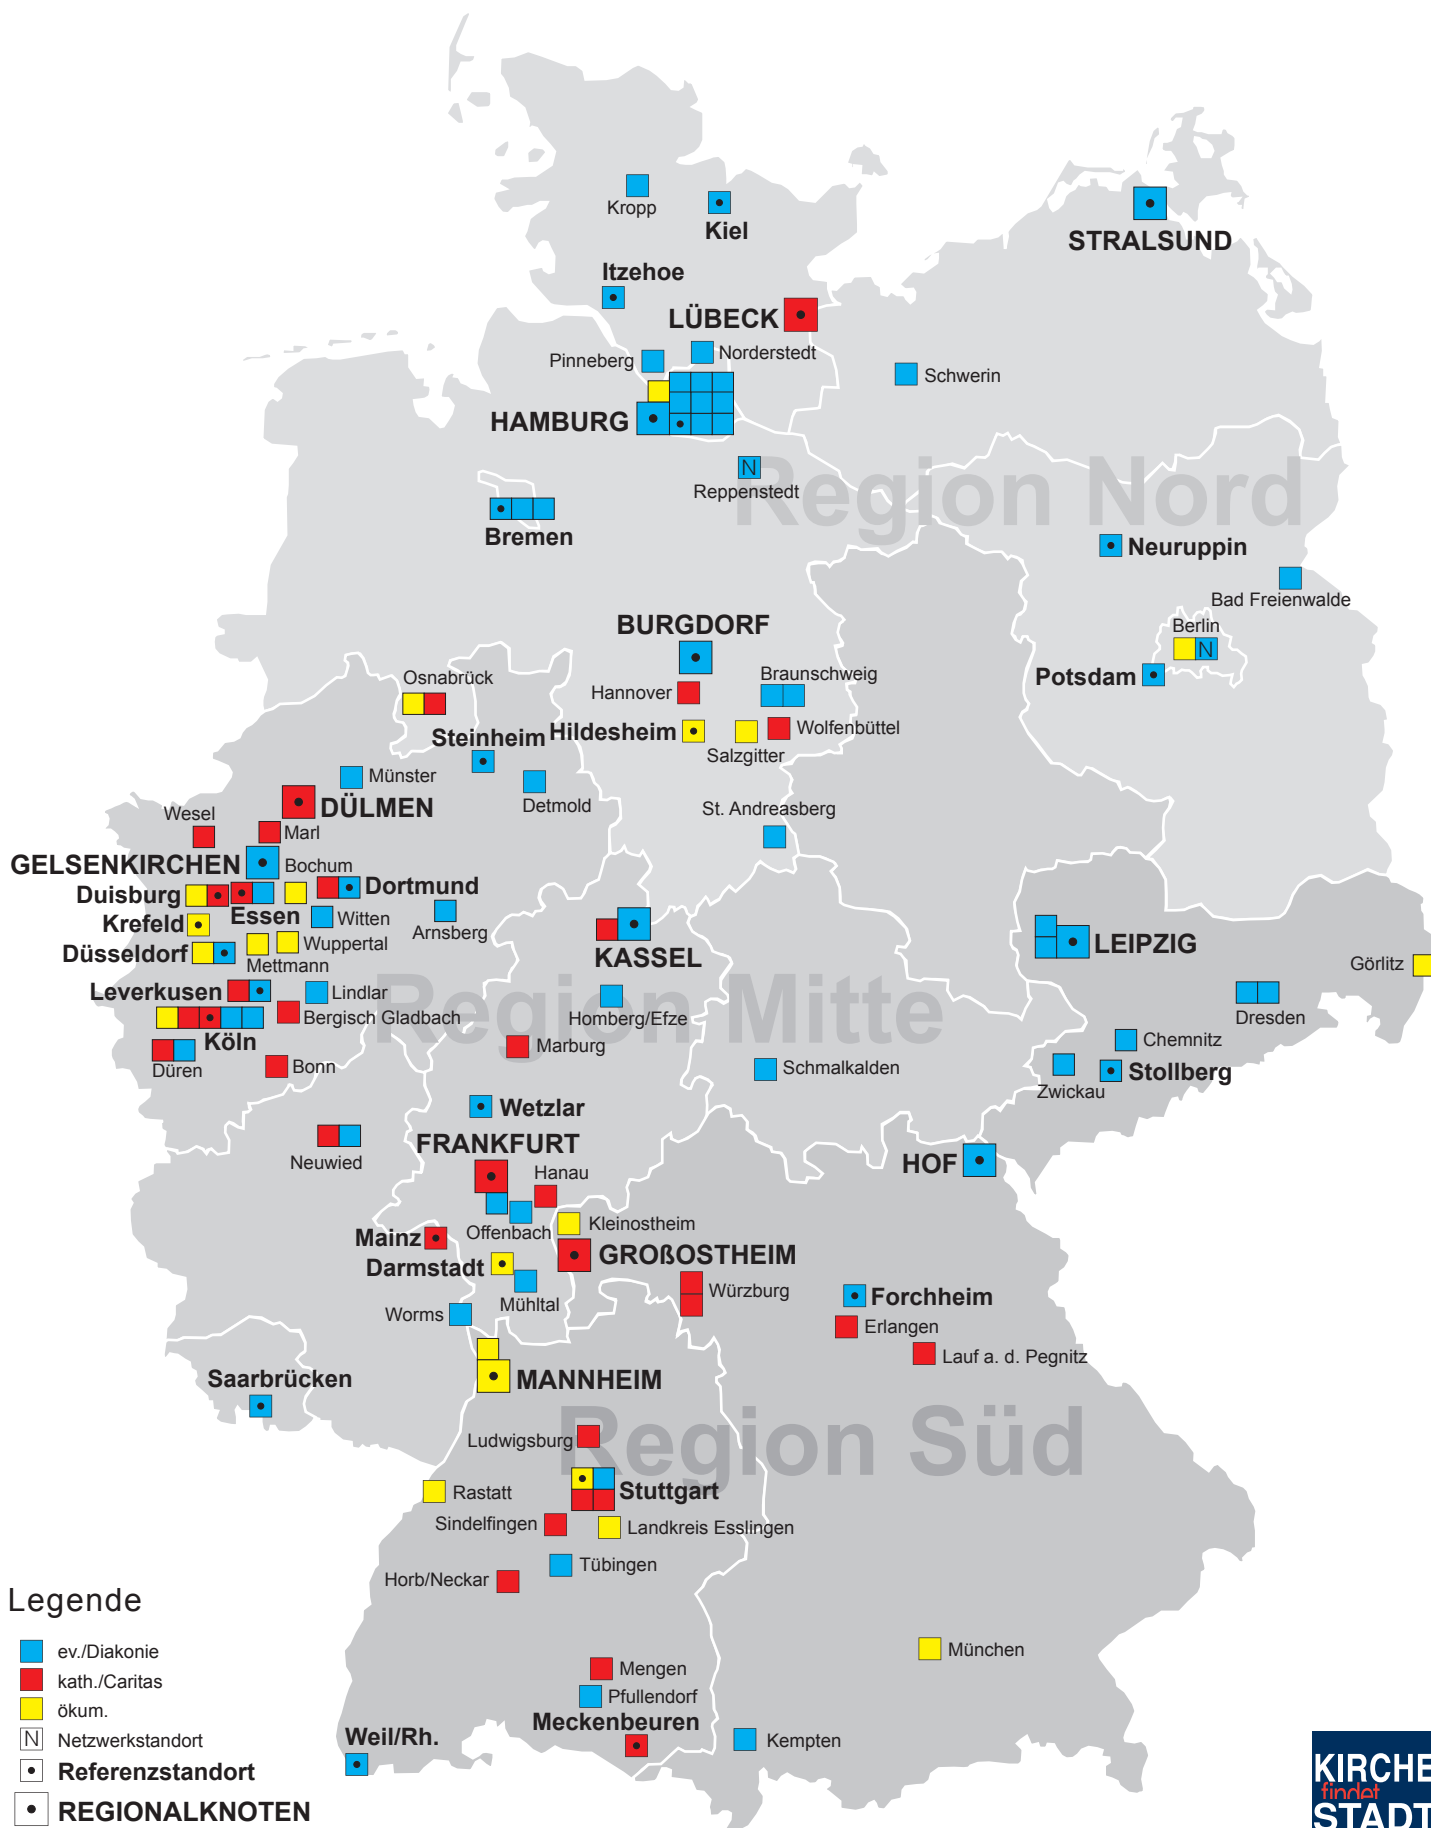 Kropp
Kiel
STRALSUND
Itzehoe
LÜBECK
Pinneberg
Norderstedt
Schwerin
HAMBURG
Region Nord
N
Reppenstedt
Bremen
Neuruppin
Bad Freienwalde
BURGDORF
Berlin
N
Potsdam
Osnabrück
Hannover
Braunschweig
Steinheim
Hildesheim
Salzgitter
Wolfenbüttel
Münster
Detmold
DÜLMEN
Wesel
Marl
St. Andreasberg
GELSENKIRCHEN
Bochum
Duisburg
Essen
Dortmund
Krefeld
Witten
Arnsberg
Düsseldorf
Mettmann
Wuppertal
KASSEL
LEIPZIG
Görlitz
Leverkusen
Lindlar
Region Mitte
Homberg/Efze
Dresden
Bergisch Gladbach
Köln
Marburg
Chemnitz
Düren
Bonn
Schmalkalden
Zwickau
Stollberg
Wetzlar
Neuwied
FRANKFURT
Hanau
HOF
Offenbach
Kleinostheim
Mainz
GROßOSTHEIM
Darmstadt
Mühltal
Würzburg
Forchheim
Worms
Erlangen
Lauf a. d. Pegnitz
Saarbrücken
MANNHEIM
Region Süd
Ludwigsburg
Rastatt
Stuttgart
Sindelfingen
Landkreis Esslingen
Tübingen
Horb/Neckar
München
Mengen
Pfullendorf
Meckenbeuren
Weil/Rh.
Kempten
Legende
ev./Diakonie
kath./Caritas
ökum.
N Netzwerkstandort
Referenzstandort
REGIONALKNOTEN
KIRCHE
findet
STADT